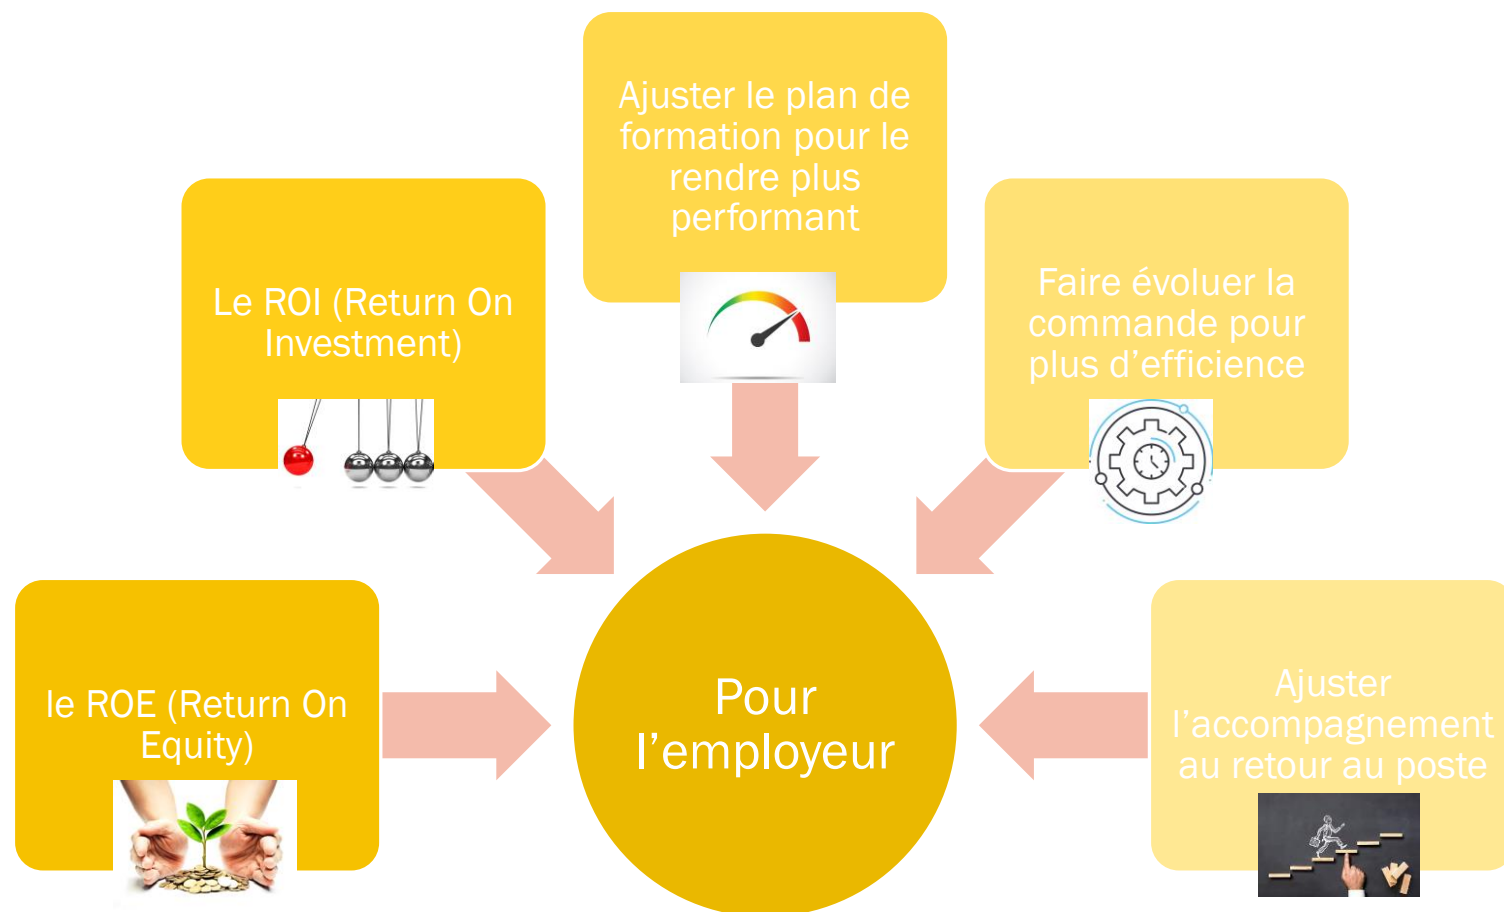 Ajuster le plan de
formation pour le
rendre plus
performant
Le ROI (Return On
Investment)
Faire évoluer la
commande pour
plus d’efficience
le ROE (Return On
Equity)
Pour
l’employeur
Ajuster
l’accompagnement
au retour au poste